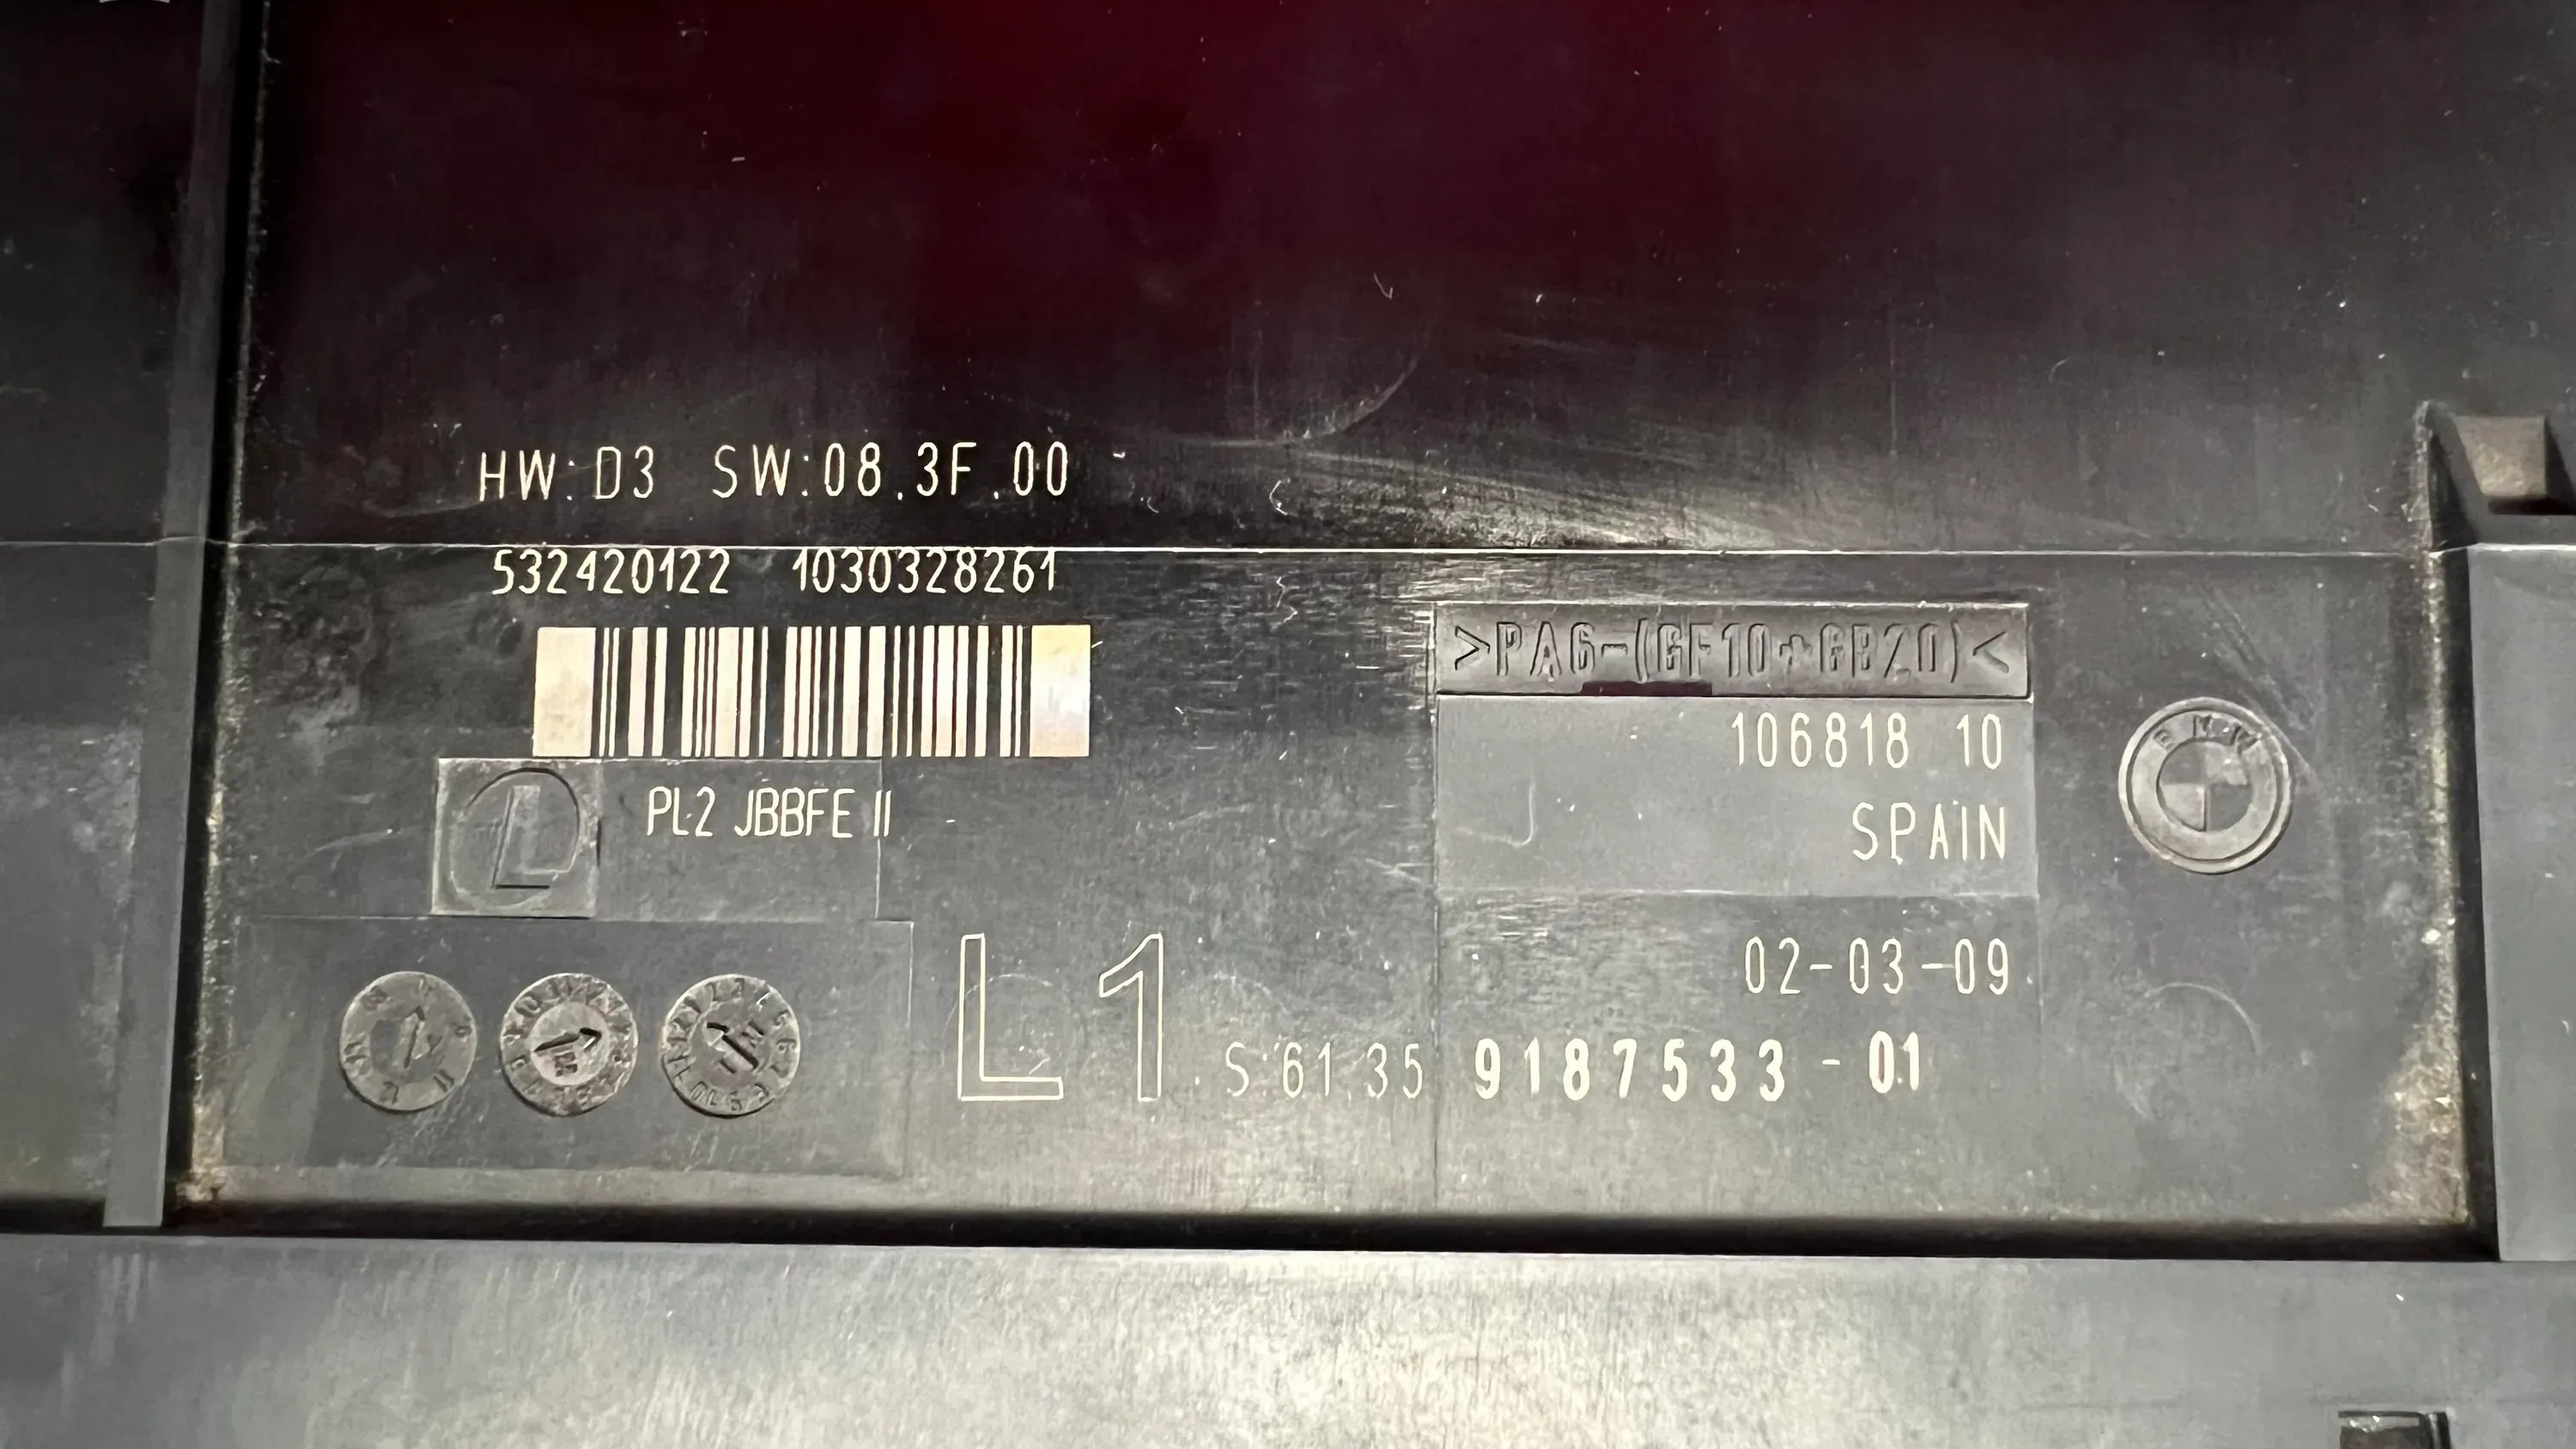 HW:D3 SW:08.3F.00
532420122 1030328261
>PA6-(GF10+GB20)<
106818 10
SPAIN
BMW
L
PL2 JBBFE II
02-03-09
L1
S:61.35 9187533-01